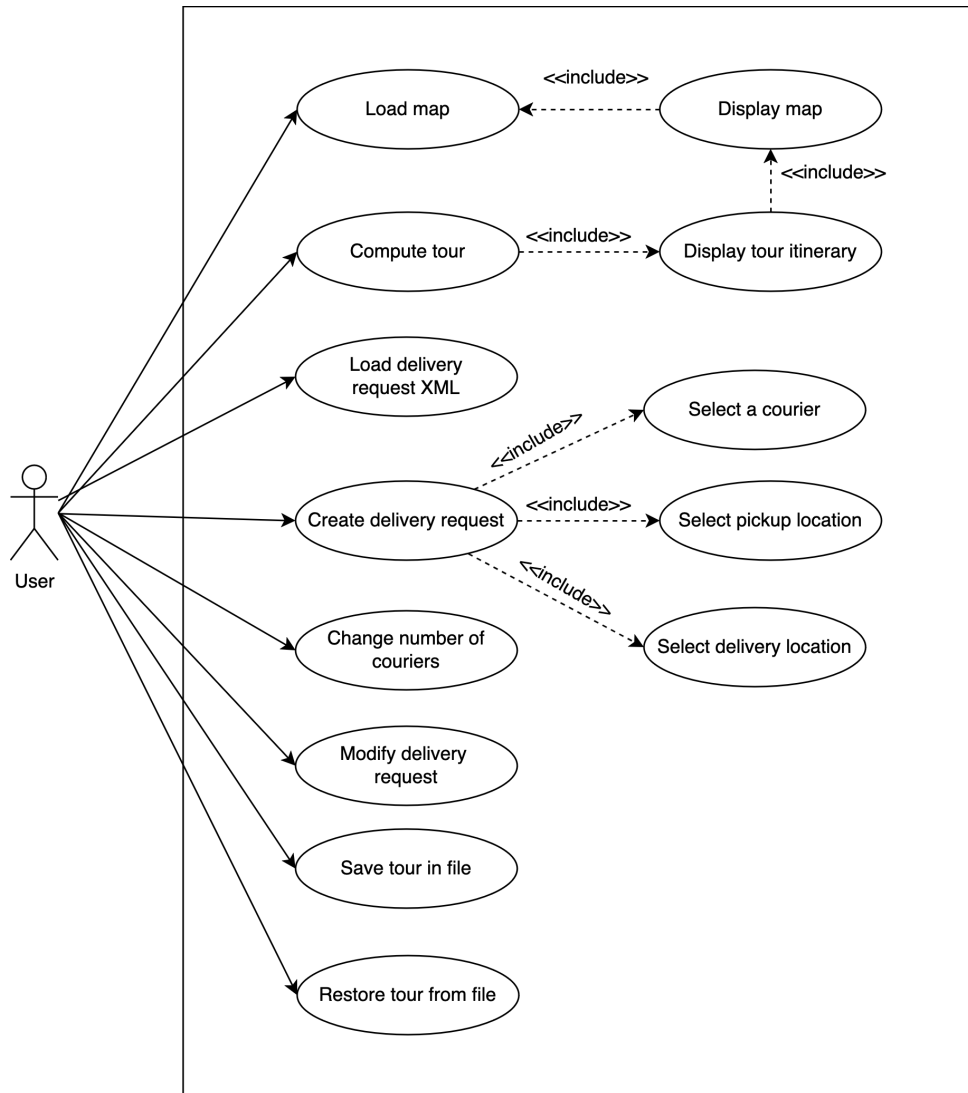 <<include>>
Load map
Display map
<<include>>
Compute tour
<<include>>
Display tour itinerary
Load delivery
request XML
Select a courier
<<include>>
Create delivery request
<<include>>
Select pickup location
User
<<include>>
Change number of
couriers
Select delivery location
Modify delivery
request
Save tour in file
Restore tour from file